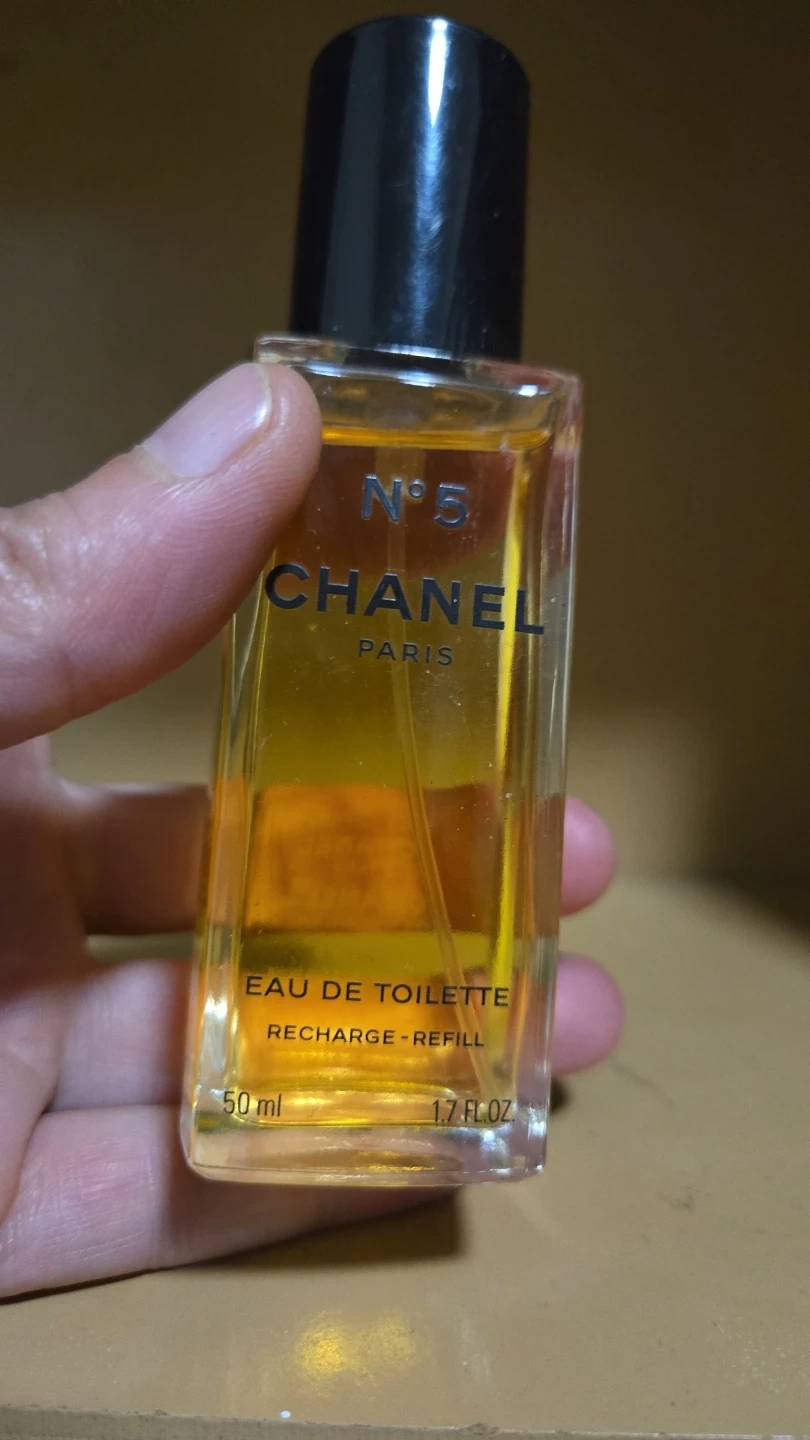 N°5
CHANEL
PARIS
EAU DE TOILETTE
RECHARGE-REFILL
50 ml 1.7 FL.OZ.